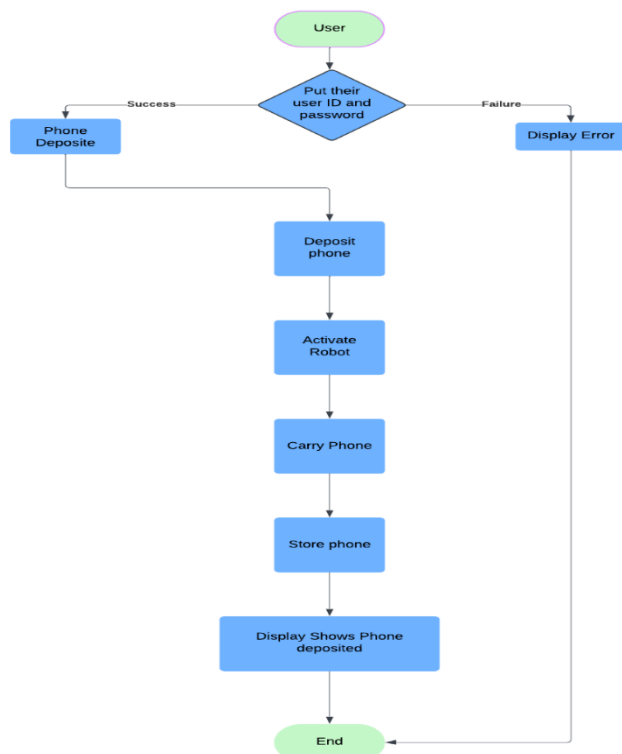 User
Put their
user ID and
password
Success
Failure
Phone
Deposite
Display Error
Deposit
phone
Activate
Robot
Carry Phone
Store phone
Display Shows Phone
deposited
End